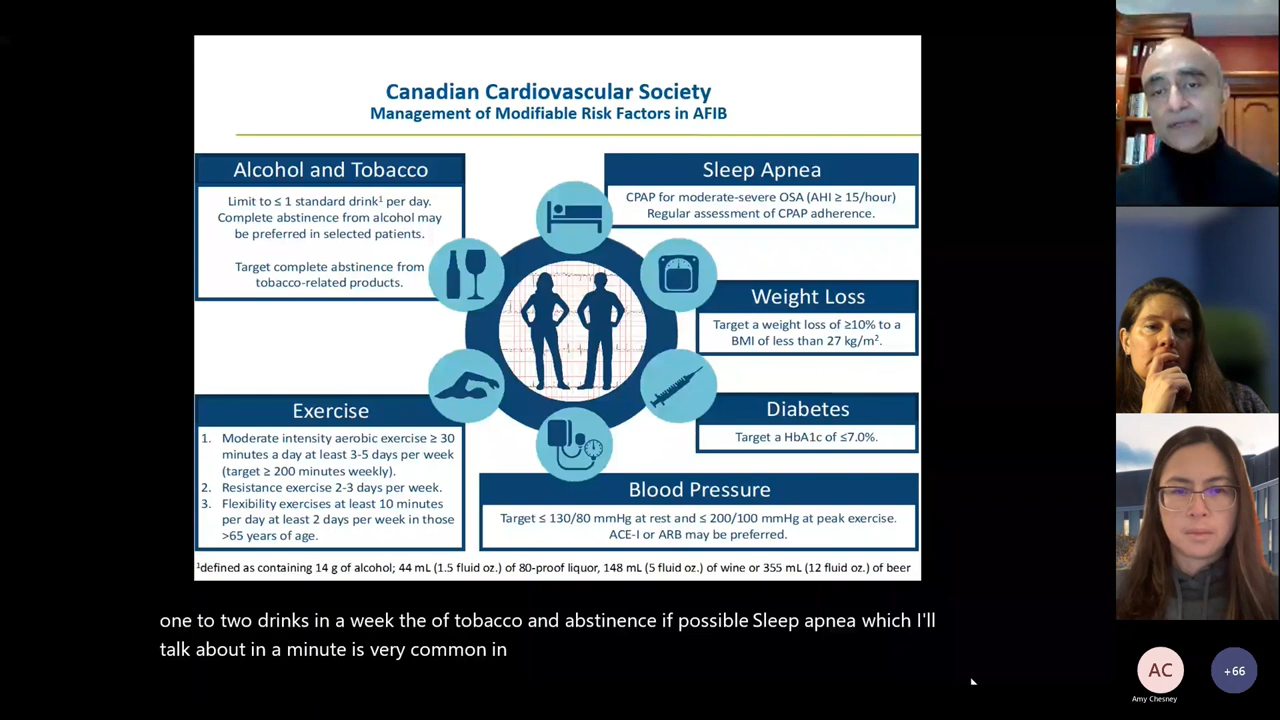 Canadian Cardiovascular Society
Management of Modifiable Risk Factors in AFIB
Alcohol and Tobacco
Limit to ≤ 1 standard drink¹ per day.
Complete abstinence from alcohol may
be preferred in selected patients.
Target complete abstinence from
tobacco-related products.
Sleep Apnea
CPAP for moderate-severe OSA (AHI ≥ 15/hour)
Regular assessment of CPAP adherence.
Weight Loss
Target a weight loss of ≥10% to a
BMI of less than 27 kg/m².
Exercise
1. Moderate intensity aerobic exercise ≥ 30
minutes a day at least 3-5 days per week
(target ≥ 200 minutes weekly).
2. Resistance exercise 2-3 days per week.
3. Flexibility exercises at least 10 minutes
per day at least 2 days per week in those
>65 years of age.
Diabetes
Target a HbA1c of ≤7.0%.
Blood Pressure
Target ≤ 130/80 mmHg at rest and ≤ 200/100 mmHg at peak exercise.
ACE-I or ARB may be preferred.
¹defined as containing 14 g of alcohol; 44 mL (1.5 fluid oz.) of 80-proof liquor, 148 mL (5 fluid oz.) of wine or 355 mL (12 fluid oz.) of beer
one to two drinks in a week the of tobacco and abstinence if possible Sleep apnea which I'll
talk about in a minute is very common in
AC
Amy Chesney
+66